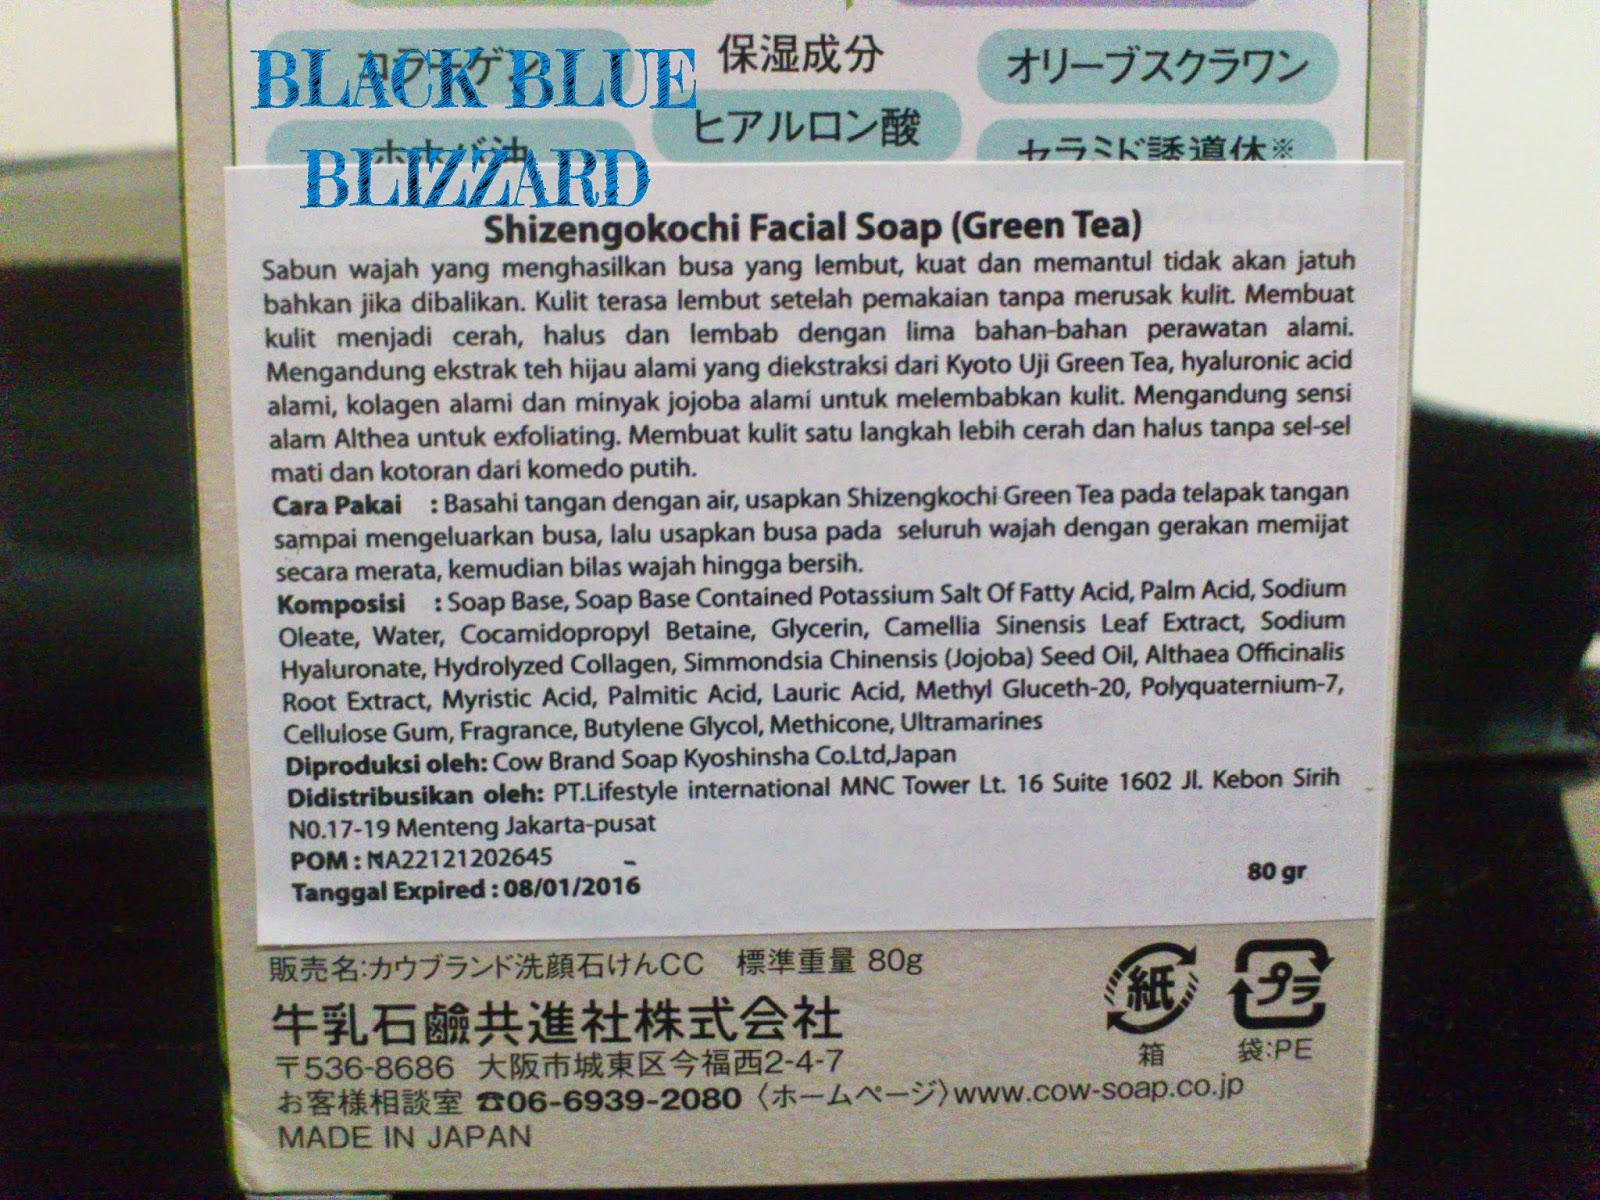 BLACK BLUE
BLIZZARD
保湿成分
オリーブスクラワン
ヒアルロン酸
セラミド誘導体※
Shizengokochi Facial Soap (Green Tea)
Sabun wajah yang menghasilkan busa yang lembut, kuat dan memantul tidak akan jatuh
bahkan jika dibalikan. Kulit terasa lembut setelah pemakaian tanpa merusak kulit. Membuat
kulit menjadi cerah, halus dan lembab dengan lima bahan-bahan perawatan alami.
Mengandung ekstrak teh hijau alami yang diekstraksi dari Kyoto Uji Green Tea, hyaluronic acid
alami, kolagen alami dan minyak jojoba alami untuk melembabkan kulit. Mengandung sensi
alam Althea untuk exfoliating. Membuat kulit satu langkah lebih cerah dan halus tanpa sel-sel
mati dan kotoran dari komedo putih.
Cara Pakai : Basahi tangan dengan air, usapkan Shizengkochi Green Tea pada telapak tangan
sampai mengeluarkan busa, lalu usapkan busa pada seluruh wajah dengan gerakan memijat
secara merata, kemudian bilas wajah hingga bersih.
Komposisi : Soap Base, Soap Base Contained Potassium Salt Of Fatty Acid, Palm Acid, Sodium
Oleate, Water, Cocamidopropyl Betaine, Glycerin, Camellia Sinensis Leaf Extract, Sodium
Hyaluronate, Hydrolyzed Collagen, Simmondsia Chinensis (Jojoba) Seed Oil, Althaea Officinalis
Root Extract, Myristic Acid, Palmitic Acid, Lauric Acid, Methyl Gluceth-20, Polyquaternium-7,
Cellulose Gum, Fragrance, Butylene Glycol, Methicone, Ultramarines
Diproduksi oleh: Cow Brand Soap Kyoshinsha Co.Ltd,Japan
Didistribusikan oleh: PT.Lifestyle international MNC Tower Lt. 16 Suite 1602 Jl. Kebon Sirih
N0.17-19 Menteng Jakarta-pusat
POM : NA22121202645
Tanggal Expired : 08/01/2016
80 gr
販売名:カウブランド洗顔石けんCC 標準重量 80g
牛乳石鹼共進社株式会社
〒536-8686 大阪市城東区今福西2-4-7
お客様相談室 ☎06-6939-2080〈ホームページ〉www.cow-soap.co.jp
MADE IN JAPAN
紙
箱
プラ
袋:PE